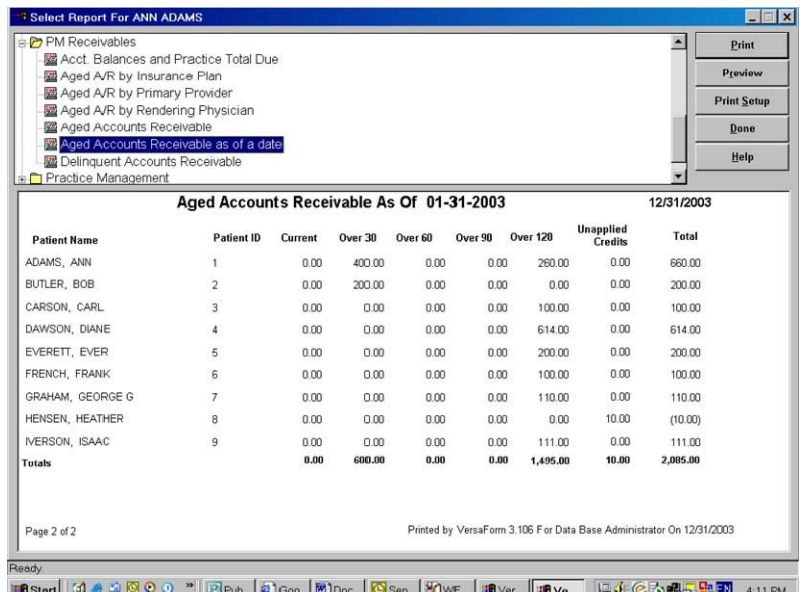 Select Report For ANN ADAMS
PM Receivables
Acct. Balances and Practice Total Due
Aged A/R by Insurance Plan
Aged A/R by Primary Provider
Aged A/R by Rendering Physician
Aged Accounts Receivable
Aged Accounts Receivable as of a date
Delinquent Accounts Receivable
Practice Management
Print
Preview
Print Setup
Done
Help
Aged Accounts Receivable As Of 01-31-2003 12/31/2003
Patient Name Patient ID Current Over 30 Over 60 Over 90 Over 120 Unapplied Credits Total
ADAMS, ANN 1 0.00 400.00 0.00 0.00 260.00 0.00 660.00
BUTLER, BOB 2 0.00 200.00 0.00 0.00 0.00 0.00 200.00
CARSON, CARL 3 0.00 0.00 0.00 0.00 100.00 0.00 100.00
DAWSON, DIANE 4 0.00 0.00 0.00 0.00 614.00 0.00 614.00
EVERETT, EVER 5 0.00 0.00 0.00 0.00 200.00 0.00 200.00
FRENCH, FRANK 6 0.00 0.00 0.00 0.00 100.00 0.00 100.00
GRAHAM, GEORGE G 7 0.00 0.00 0.00 0.00 110.00 0.00 110.00
HENSEN, HEATHER 8 0.00 0.00 0.00 0.00 0.00 10.00 (10.00)
IVERSON, ISAAC 9 0.00 0.00 0.00 0.00 111.00 0.00 111.00
Totals 0.00 600.00 0.00 0.00 1,495.00 10.00 2,085.00
Page 2 of 2 Printed by VersaForm 3.106 For Data Base Administrator On 12/31/2003
Ready.
Start Pub Goo Doc Sen WE Ver Ve EN 4:11 PM